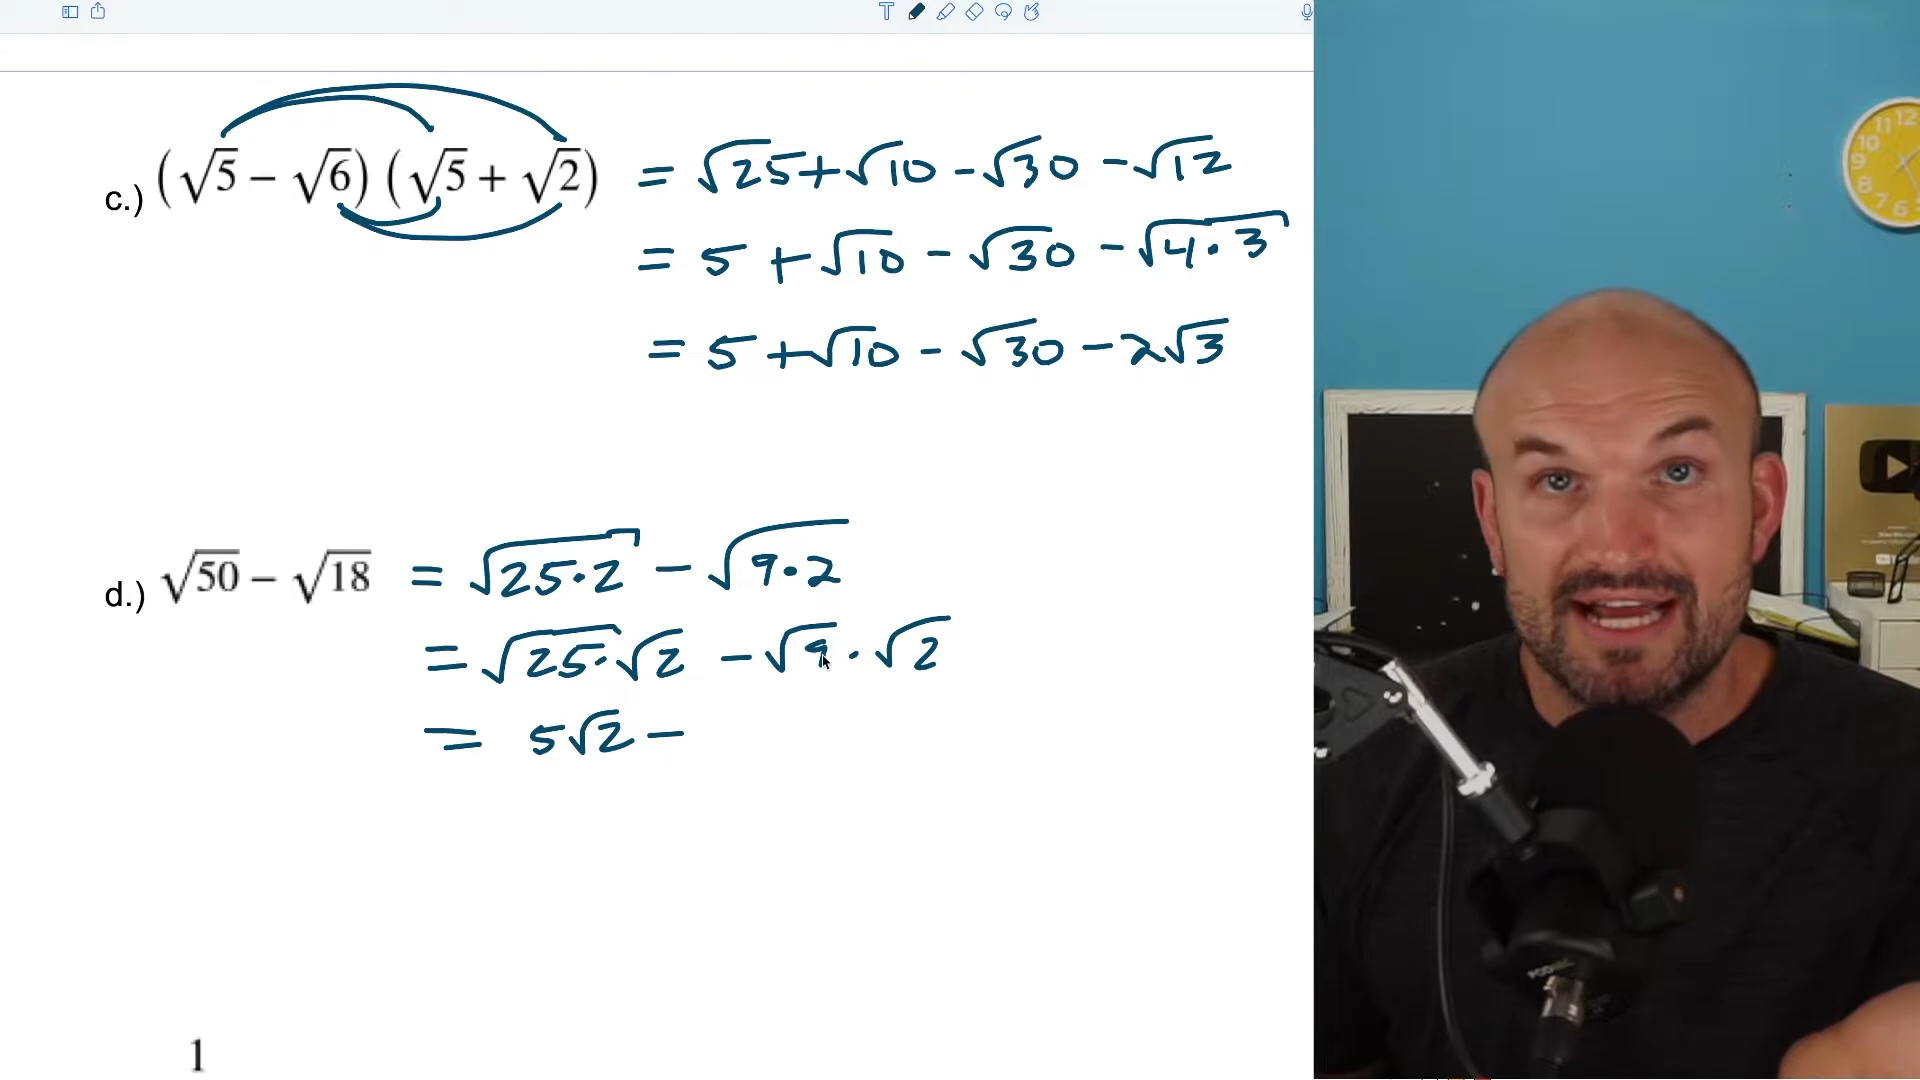 c.) (√5 − √6) (√5 + √2) = √25 + √10 − √30 − √12
= 5 + √10 − √30 − √4·3
= 5 + √10 − √30 − 2√3
d.) √50 − √18 = √25·2 − √9·2
= √25·√2 − √9·√2
= 5√2 −
1